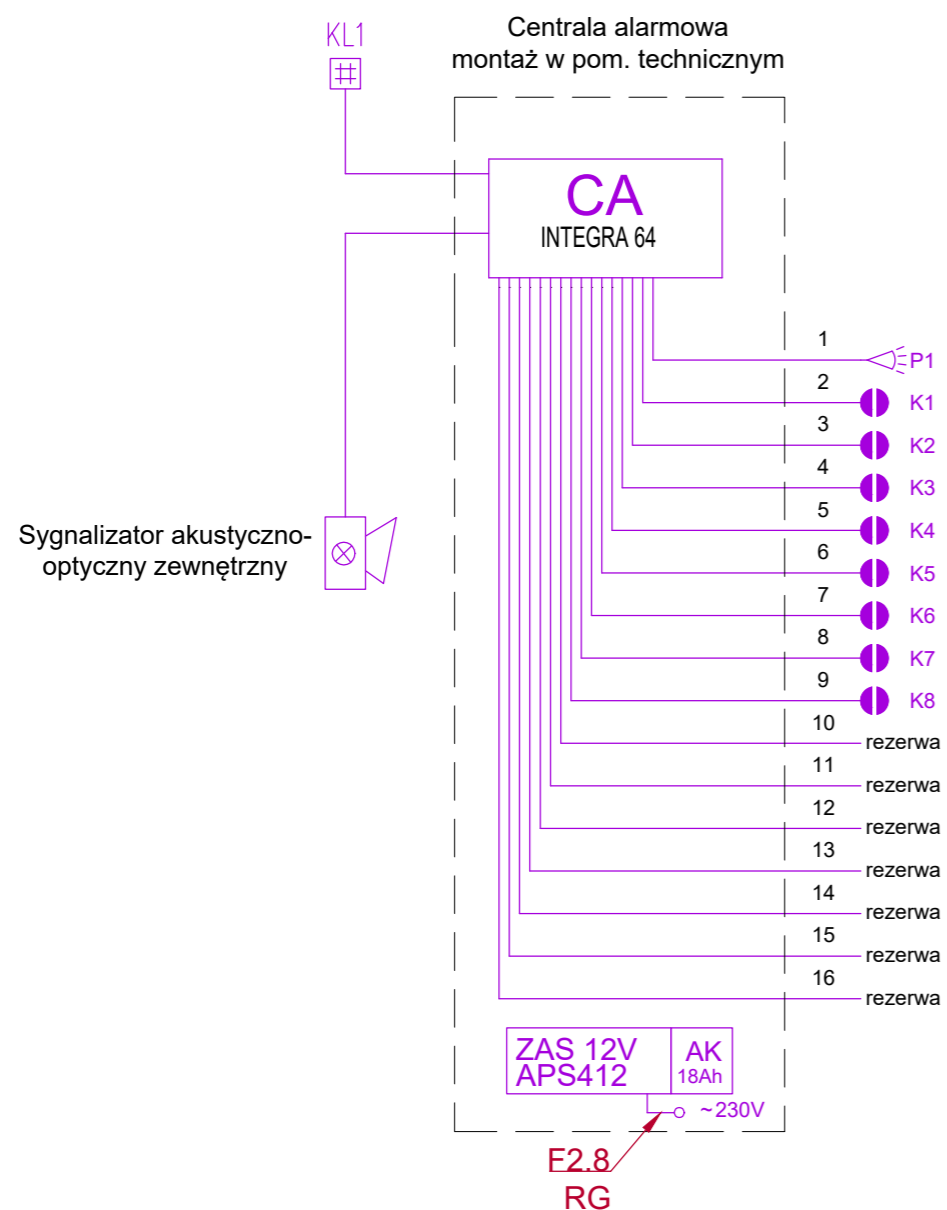 KL1
Centrala alarmowa
montaż w pom. technicznym
CA
INTEGRA 64
1
P1
2
K1
3
K2
4
K3
5
K4
6
K5
7
K6
8
K7
9
K8
10
rezerwa
11
rezerwa
12
rezerwa
13
rezerwa
14
rezerwa
15
rezerwa
16
rezerwa
Sygnalizator akustyczno-
optyczny zewnętrzny
ZAS 12V
APS412
AK
18Ah
~230V
F2.8
RG